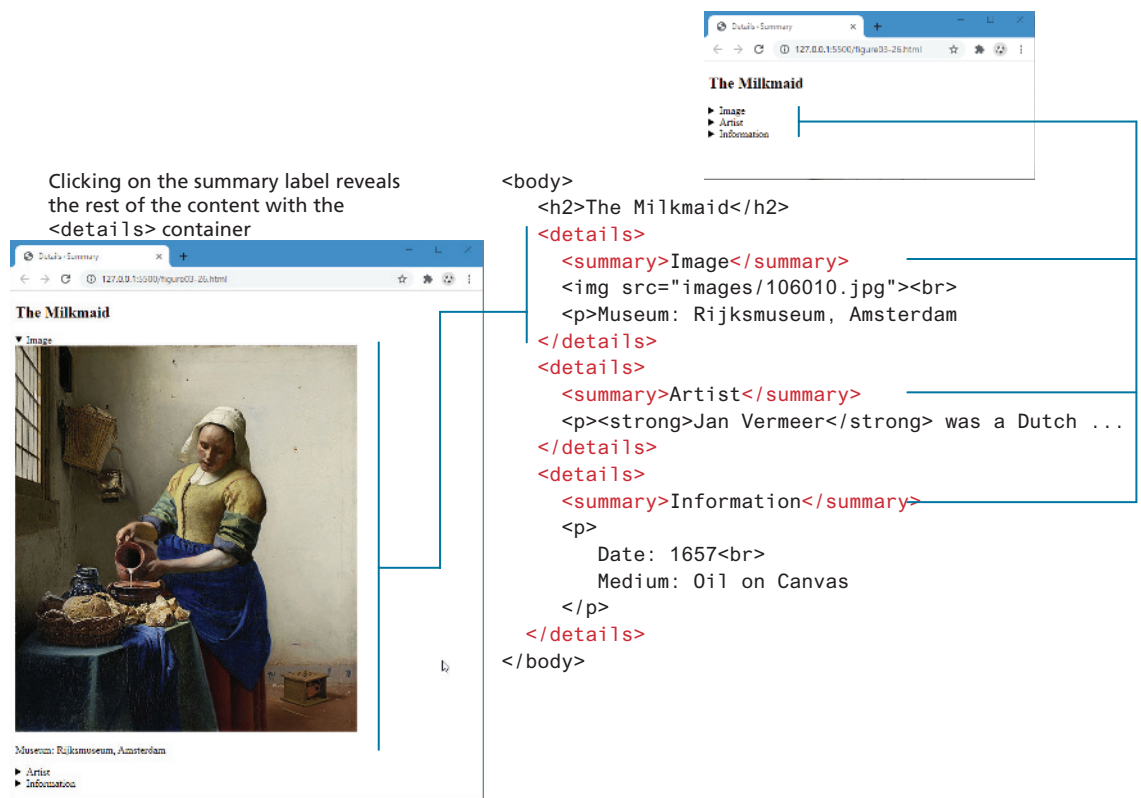 Details+Summary
127.0.0.1:5500/figure03-26.html
The Milkmaid
▶ Image
▶ Artist
▶ Information
Clicking on the summary label reveals
the rest of the content with the
<details> container
Details+Summary
127.0.0.1:5500/figure03-26.html
The Milkmaid
▼ Image
Museum: Rijksmuseum, Amsterdam
▶ Artist
▶ Information
<body>
<h2>The Milkmaid</h2>
<details>
<summary>Image</summary>
<img src="images/106010.jpg"><br>
<p>Museum: Rijksmuseum, Amsterdam
</details>
<details>
<summary>Artist</summary>
<p><strong>Jan Vermeer</strong> was a Dutch ...
</details>
<details>
<summary>Information</summary>
<p>
Date: 1657<br>
Medium: Oil on Canvas
</p>
</details>
</body>